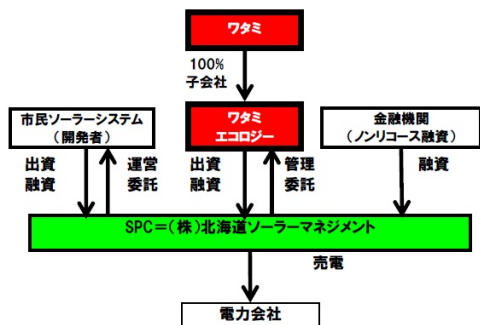 ワタミ
100%
子会社
市民ソーラーシステム
(開発者)
ワタミ
エコロジー
金融機関
(ノンリコース融資)
出資
融資
運営
委託
出資
融資
管理
委託
融資
SPC=(株)北海道ソーラーマネジメント
売電
電力会社